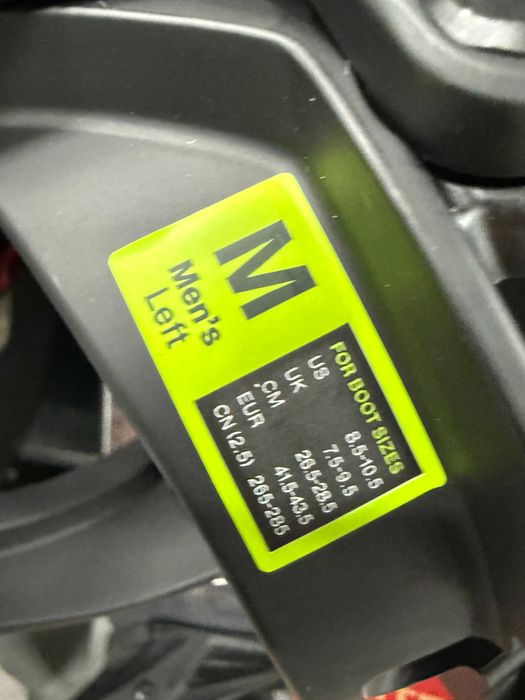 M
Men's
Left
FOR BOOT SIZES
US 8.5-10.5
UK 7.5-9.5
CM 26.5-28.5
EUR 41.5-43.5
CN (2.5) 265-285